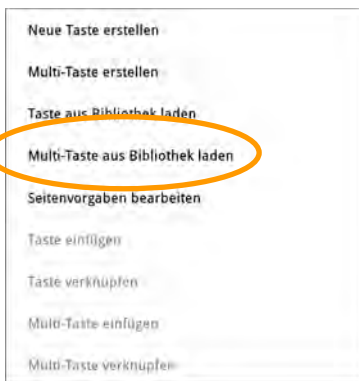 Neue Taste erstellen
Multi-Taste erstellen
Taste aus Bibliothek laden
Multi-Taste aus Bibliothek laden
Seitenvorgaben bearbeiten
Taste einfügen
Taste verknüpfen
Multi-Taste einfügen
Multi-Taste verknüpfen